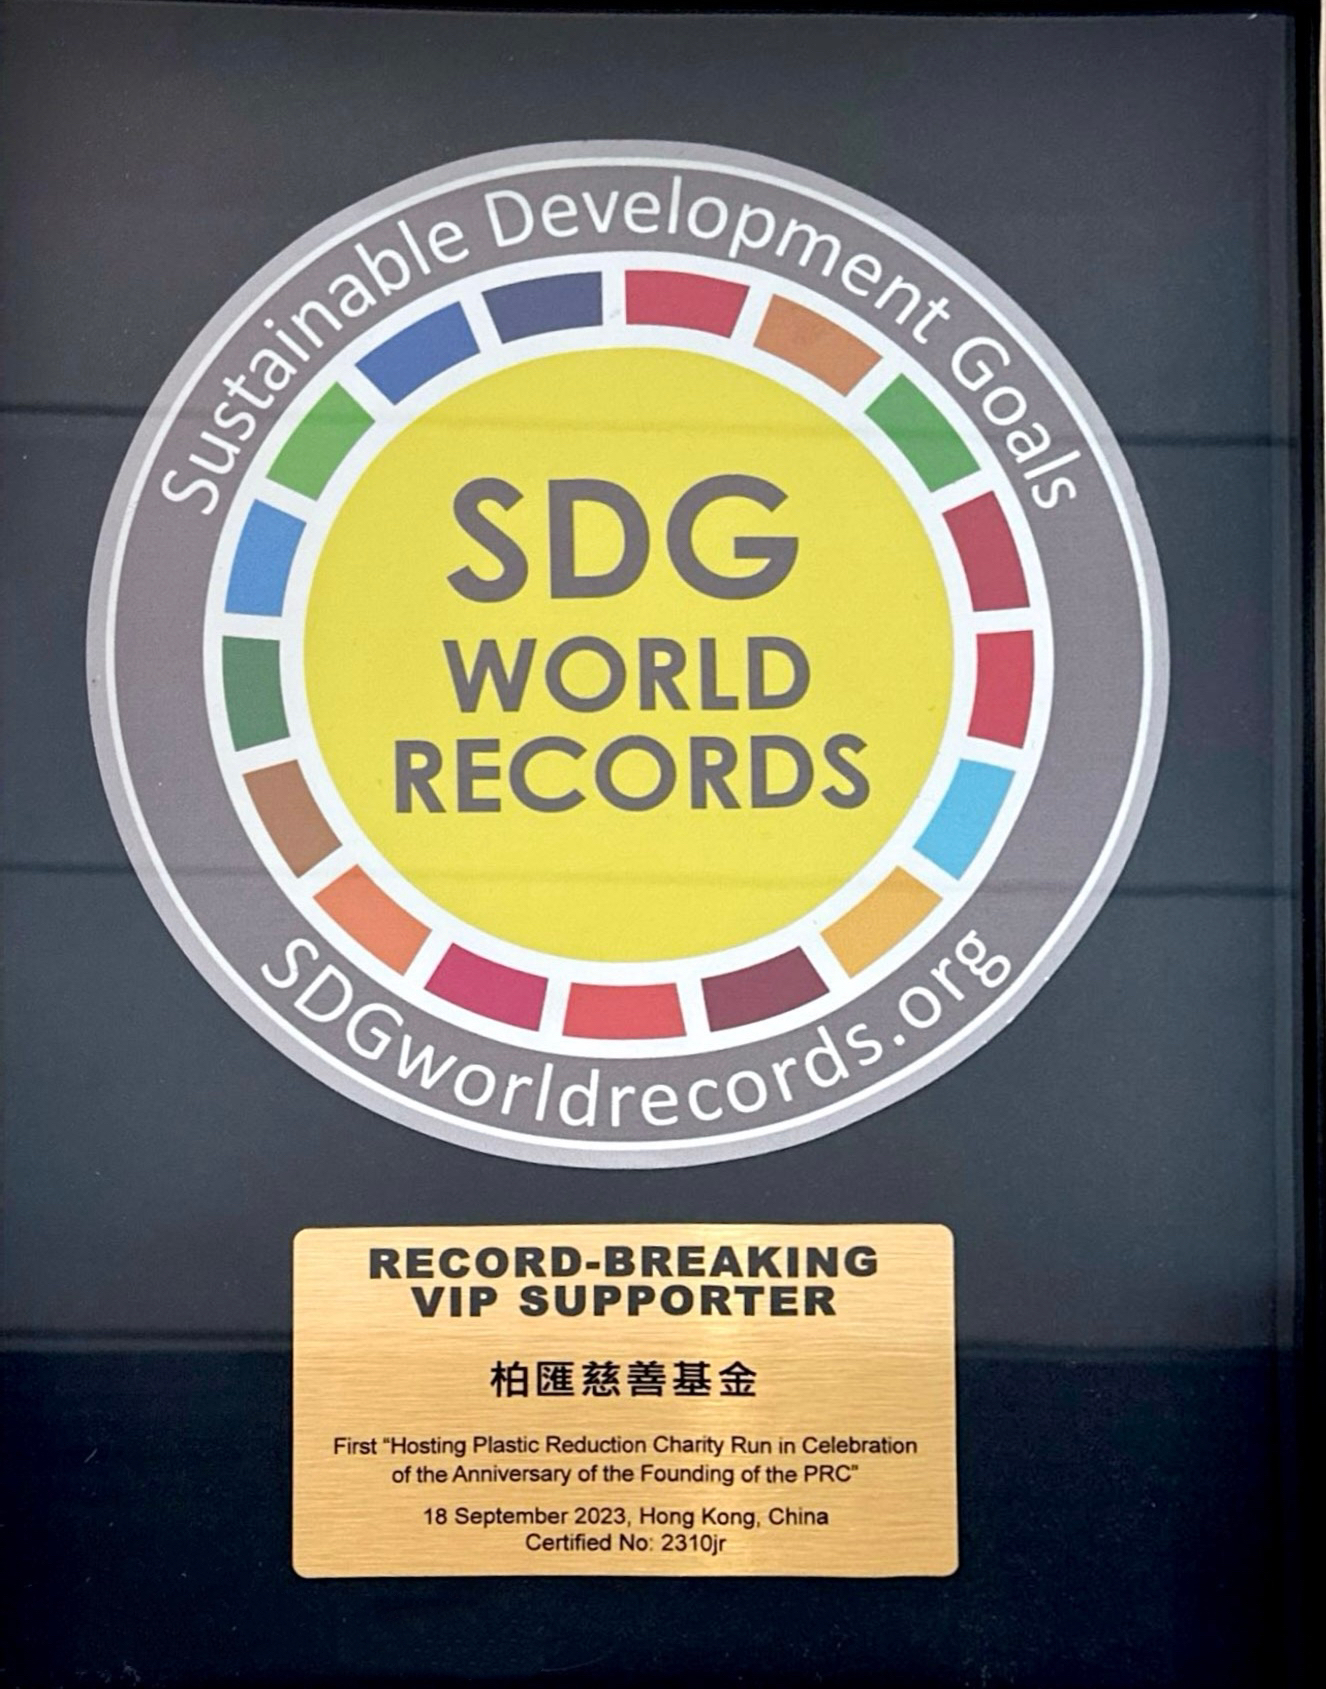 Sustainable Development Goals
SDG
WORLD
RECORDS
SDGworldrecords.org
RECORD-BREAKING
VIP SUPPORTER
柏匯慈善基金
First “Hosting Plastic Reduction Charity Run in Celebration
of the Anniversary of the Founding of the PRC”
18 September 2023, Hong Kong, China
Certified No: 2310jr